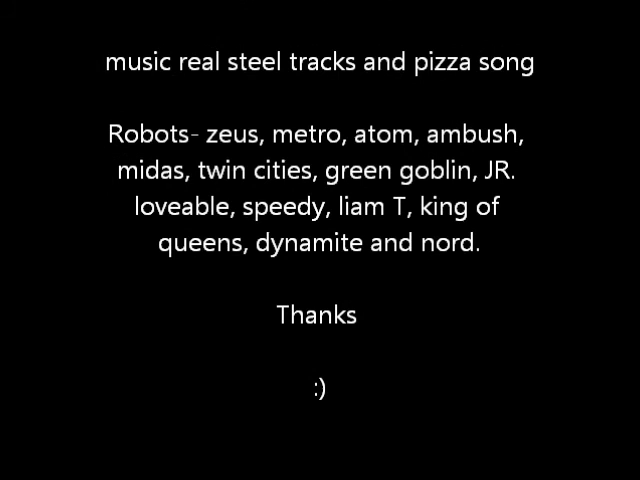 music real steel tracks and pizza song
Robots- zeus, metro, atom, ambush,
midas, twin cities, green goblin, JR.
loveable, speedy, liam T, king of
queens, dynamite and nord.
Thanks
:)